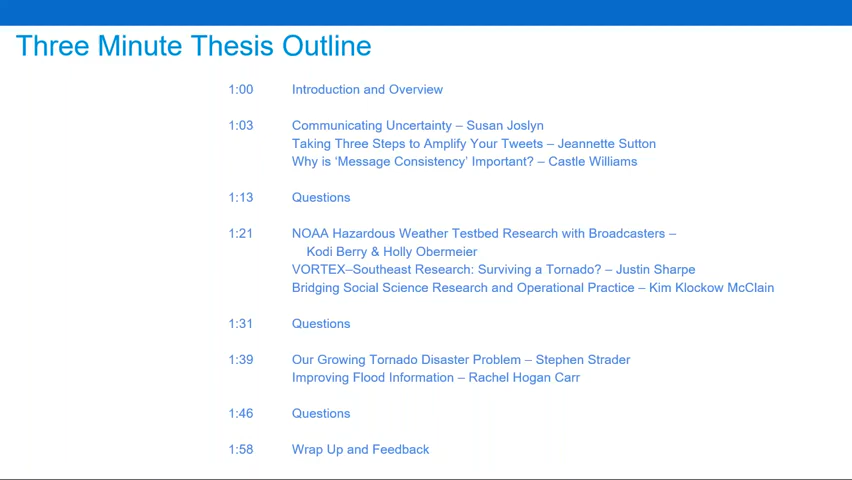 Three Minute Thesis Outline
1:00 Introduction and Overview
1:03 Communicating Uncertainty – Susan Joslyn
Taking Three Steps to Amplify Your Tweets – Jeannette Sutton
Why is ‘Message Consistency’ Important? – Castle Williams
1:13 Questions
1:21 NOAA Hazardous Weather Testbed Research with Broadcasters –
Kodi Berry & Holly Obermeier
VORTEX–Southeast Research: Surviving a Tornado? – Justin Sharpe
Bridging Social Science Research and Operational Practice – Kim Klockow McClain
1:31 Questions
1:39 Our Growing Tornado Disaster Problem – Stephen Strader
Improving Flood Information – Rachel Hogan Carr
1:46 Questions
1:58 Wrap Up and Feedback